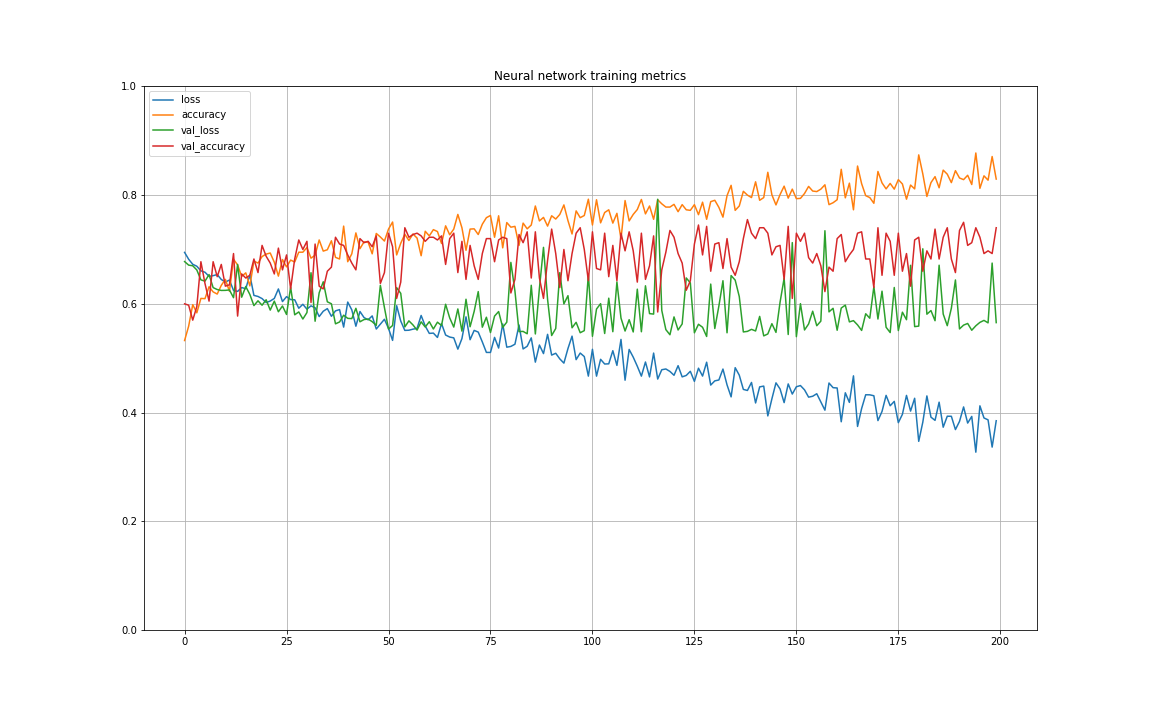 Neural network training metrics
1.0
loss
accuracy
val_loss
val_accuracy
0.8
0.6
0.4
0.2
0.0
0 25 50 75 100 125 150 175 200